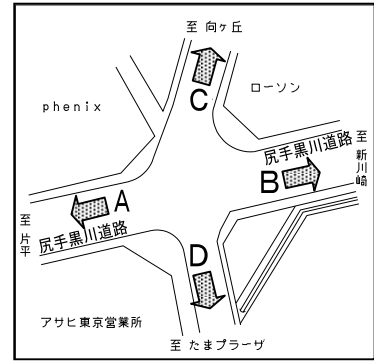 至 向ヶ丘
ローソン
phenix
C
尻手黒川道路
至 新川崎
B
A
至 片平
尻手黒川道路
D
アサヒ東京営業所
至 たまプラーザ